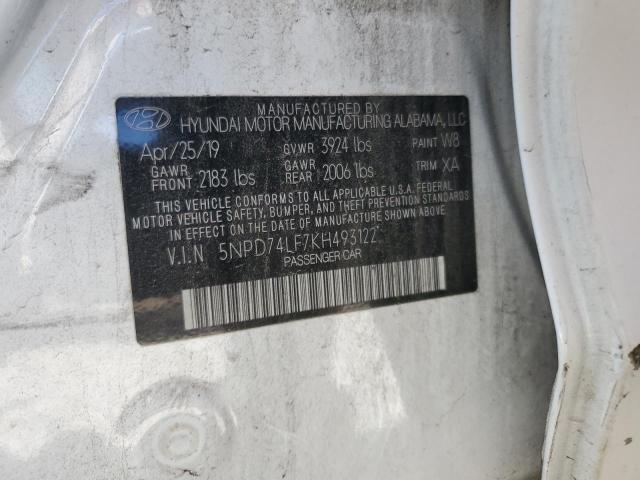 MANUFACTURED BY
HYUNDAI MOTOR MANUFACTURING ALABAMA, LLC
Apr/25/19 GVWR 3924 lbs PAINT W8
GAWR FRONT 2183 lbs GAWR REAR 2006 lbs TRIM XA
THIS VEHICLE CONFORMS TO ALL APPLICABLE U.S.A. FEDERAL
MOTOR VEHICLE SAFETY, BUMPER, AND THEFT PREVENTION
STANDARDS IN EFFECT ON THE DATE OF MANUFACTURE SHOWN ABOVE.
V.I.N 5NPD74LF7KH493122
PASSENGER CAR